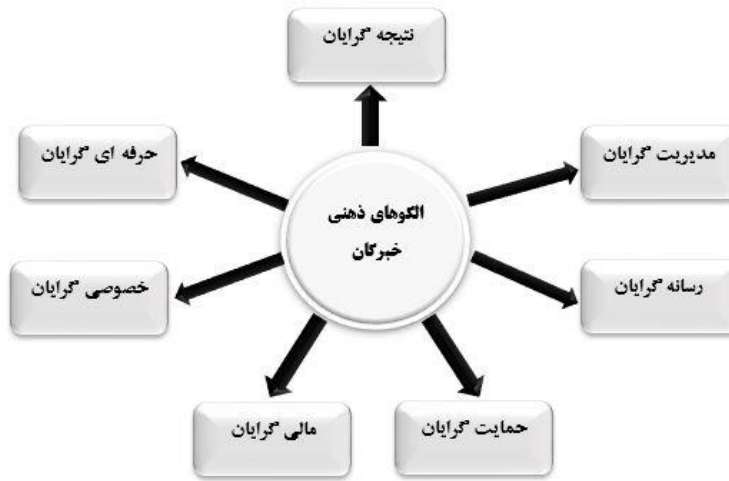 نتیجه گرایان
مدیریت گرایان
حرفه ای گرایان
الگوهای ذهنی
خبرگان
رسانه گرایان
خصوصی گرایان
حمایت گرایان
مالی گرایان